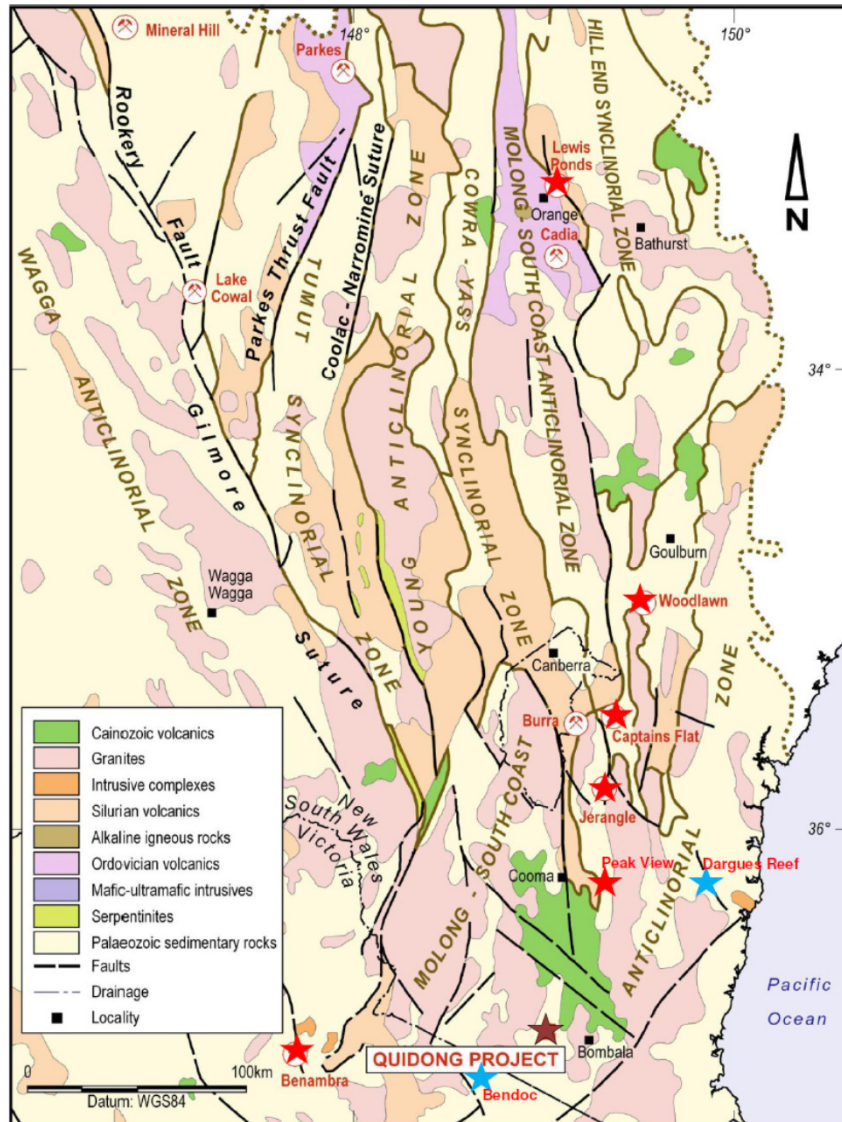 Mineral Hill
148°
150°
Parkes
HILL END SYNCLINORIAL ZONE
Rookery
Fault
Parkes Thrust Fault
Coolac - Narromine Suture
Lewis
Ponds
MOLONG - SOUTH COAST ANTICLINORIAL ZONE
COWRA - YASS
SYNCLINORIAL
ZONE
N
Orange
Cadia
Bathurst
WAGGA
ANTICLINORIAL
ZONE
Lake
Cowal
TUMUT
SYNCLINORIAL
ZONE
YOUNG ANTICLINORIAL ZONE
34°
Gilmore
Suture
Goulburn
Wagga
Wagga
Woodlawn
Canberra
ZONE
Burra
Captains Flat
Jerangle
36°
Cainozoic volcanics
Granites
Intrusive complexes
Silurian volcanics
Alkaline igneous rocks
Ordovician volcanics
Mafic-ultramafic intrusives
Serpentinites
Palaeozoic sedimentary rocks
Faults
Drainage
Locality
0
100km
Datum: WGS84
New
South Wales
Victoria
MOLONG - SOUTH COAST
ANTICLINORIAL
Cooma
Peak View
Dargues Reef
Pacific
Ocean
Benambra
QUIDONG PROJECT
Bombala
Bendoc